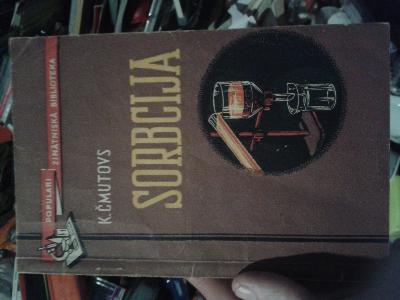 POPULARI
ZINĀTNISKĀ BIBLIOTEKA
K. ČMUTOVS
SORBCIJA